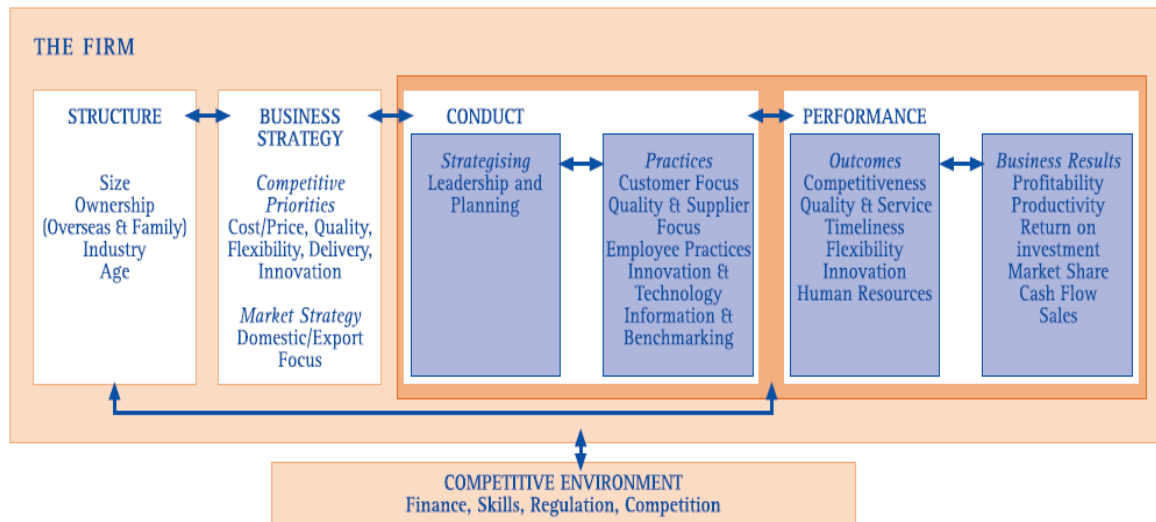 THE FIRM
STRUCTURE
Size
Ownership
(Overseas & Family)
Industry
Age
BUSINESS
STRATEGY
Competitive
Priorities
Cost/Price, Quality,
Flexibility, Delivery,
Innovation
Market Strategy
Domestic/Export
Focus
CONDUCT
Strategising
Leadership and
Planning
Practices
Customer Focus
Quality & Supplier
Focus
Employee Practices
Innovation &
Technology
Information &
Benchmarking
PERFORMANCE
Outcomes
Competitiveness
Quality & Service
Timeliness
Flexibility
Innovation
Human Resources
Business Results
Profitability
Productivity
Return on
investment
Market Share
Cash Flow
Sales
COMPETITIVE ENVIRONMENT
Finance, Skills, Regulation, Competition